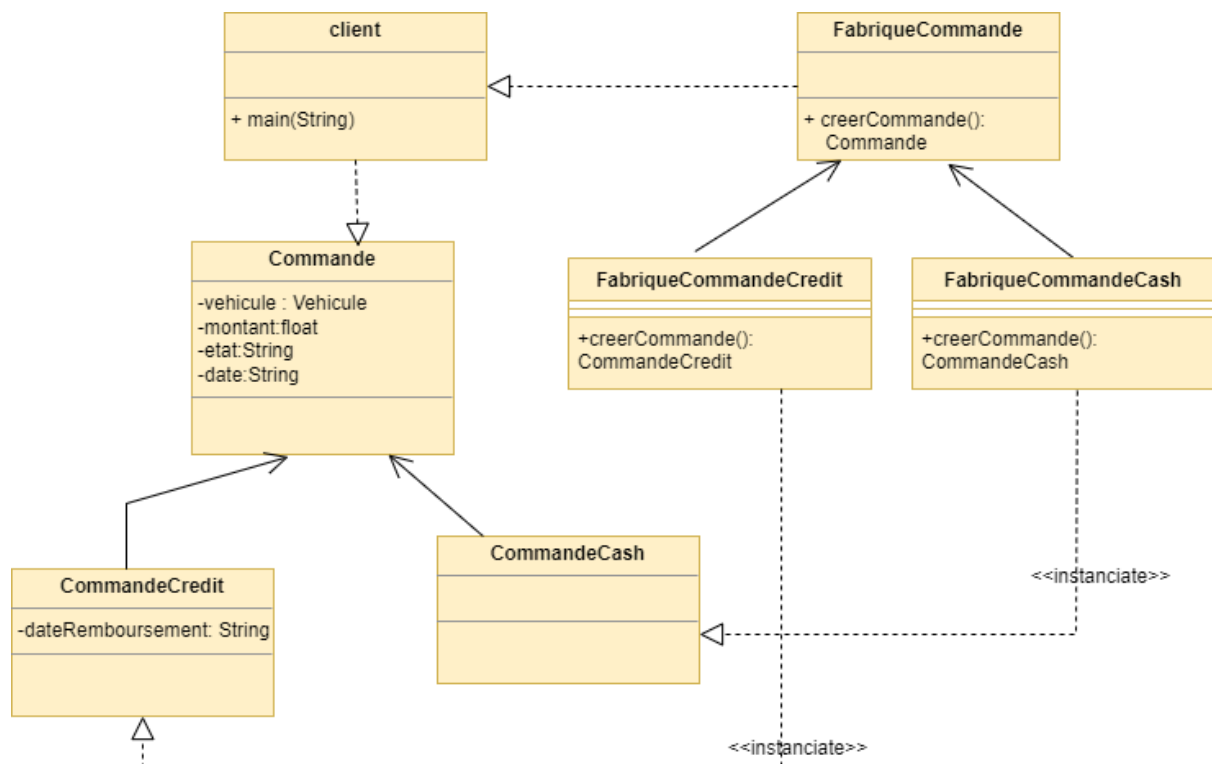 client
+ main(String)
FabriqueCommande
+ creerCommande():
Commande
Commande
-vehicule : Vehicule
-montant:float
-etat:String
-date:String
FabriqueCommandeCredit
+creerCommande():
CommandeCredit
FabriqueCommandeCash
+creerCommande():
CommandeCash
CommandeCredit
-dateRemboursement: String
CommandeCash
<<instanciate>>
<<instanciate>>